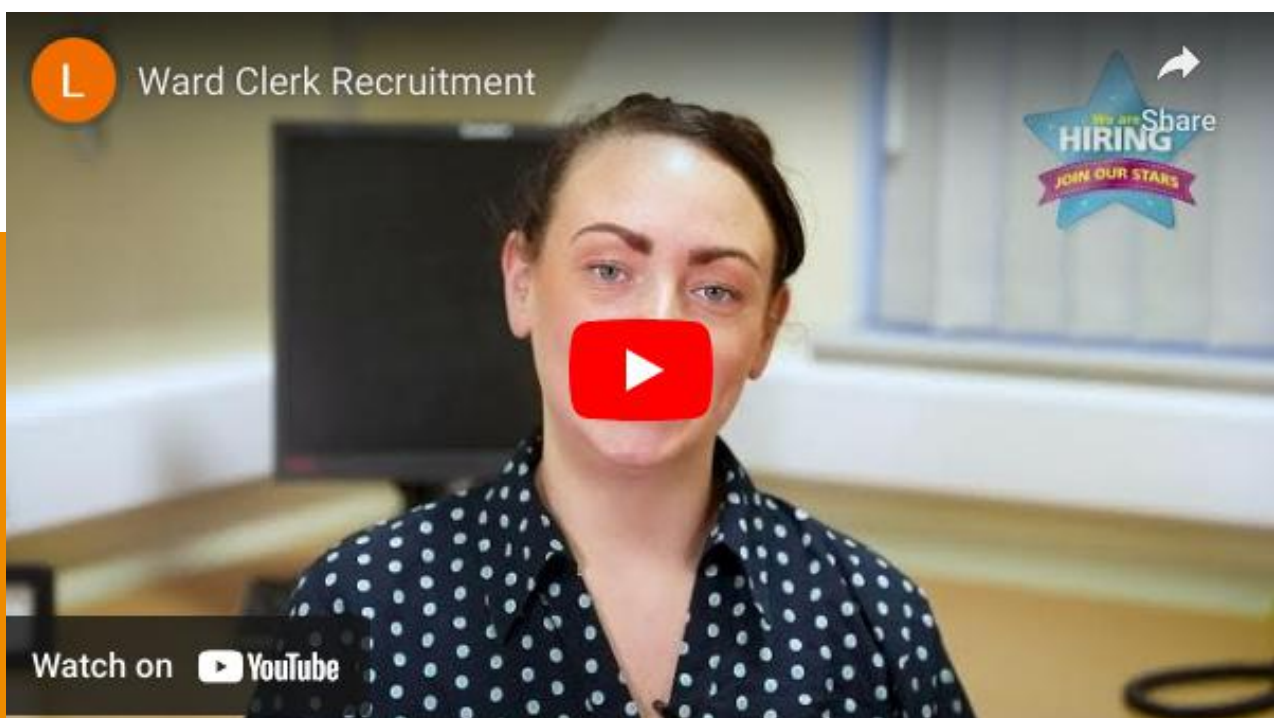 L
Ward Clerk Recruitment
Share
We are
HIRING
JOIN OUR STARS
Watch on
YouTube